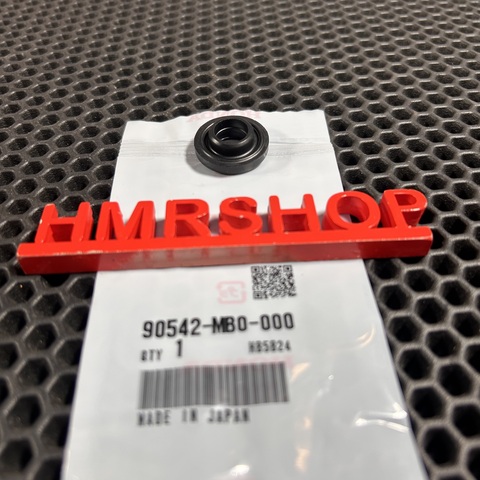 HMRSHOP
90542-MB0-000
QTY 1 HB5824
MADE IN JAPAN